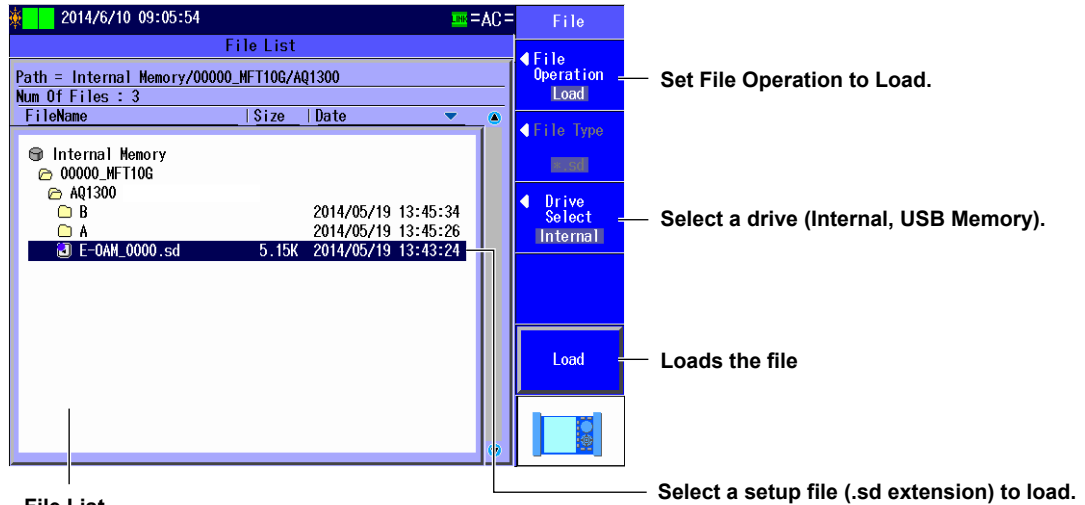 2014/6/10 09:05:54
LINK =AC=
File
File List
Path = Internal Memory/00000_MFT10G/AQ1300
Num Of Files : 3
FileName Size Date
Internal Memory
00000_MFT10G
AQ1300
B 2014/05/19 13:45:34
A 2014/05/19 13:45:26
E-OAM_0000.sd 5.15K 2014/05/19 13:43:24
File
Operation
Load
File Type
*.sd
Drive
Select
Internal
Load
Set File Operation to Load.
Select a drive (Internal, USB Memory).
Loads the file
Select a setup file (.sd extension) to load.
File List